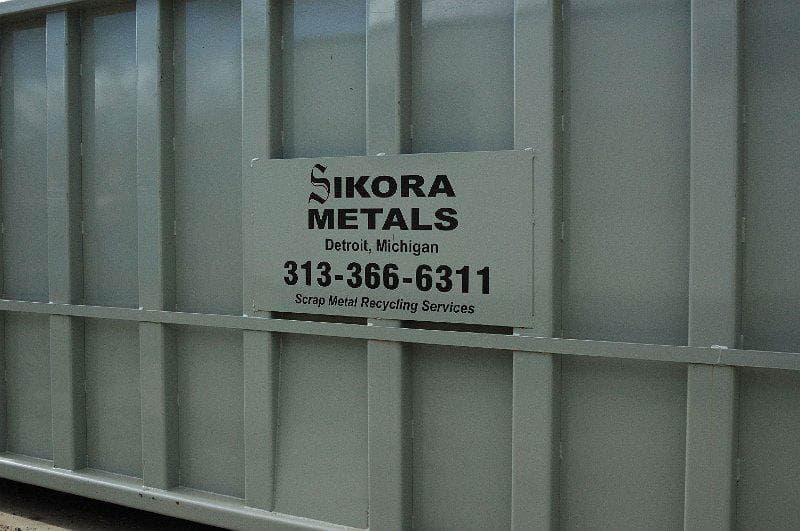 SIKORA
METALS
Detroit, Michigan
313-366-6311
Scrap Metal Recycling Services